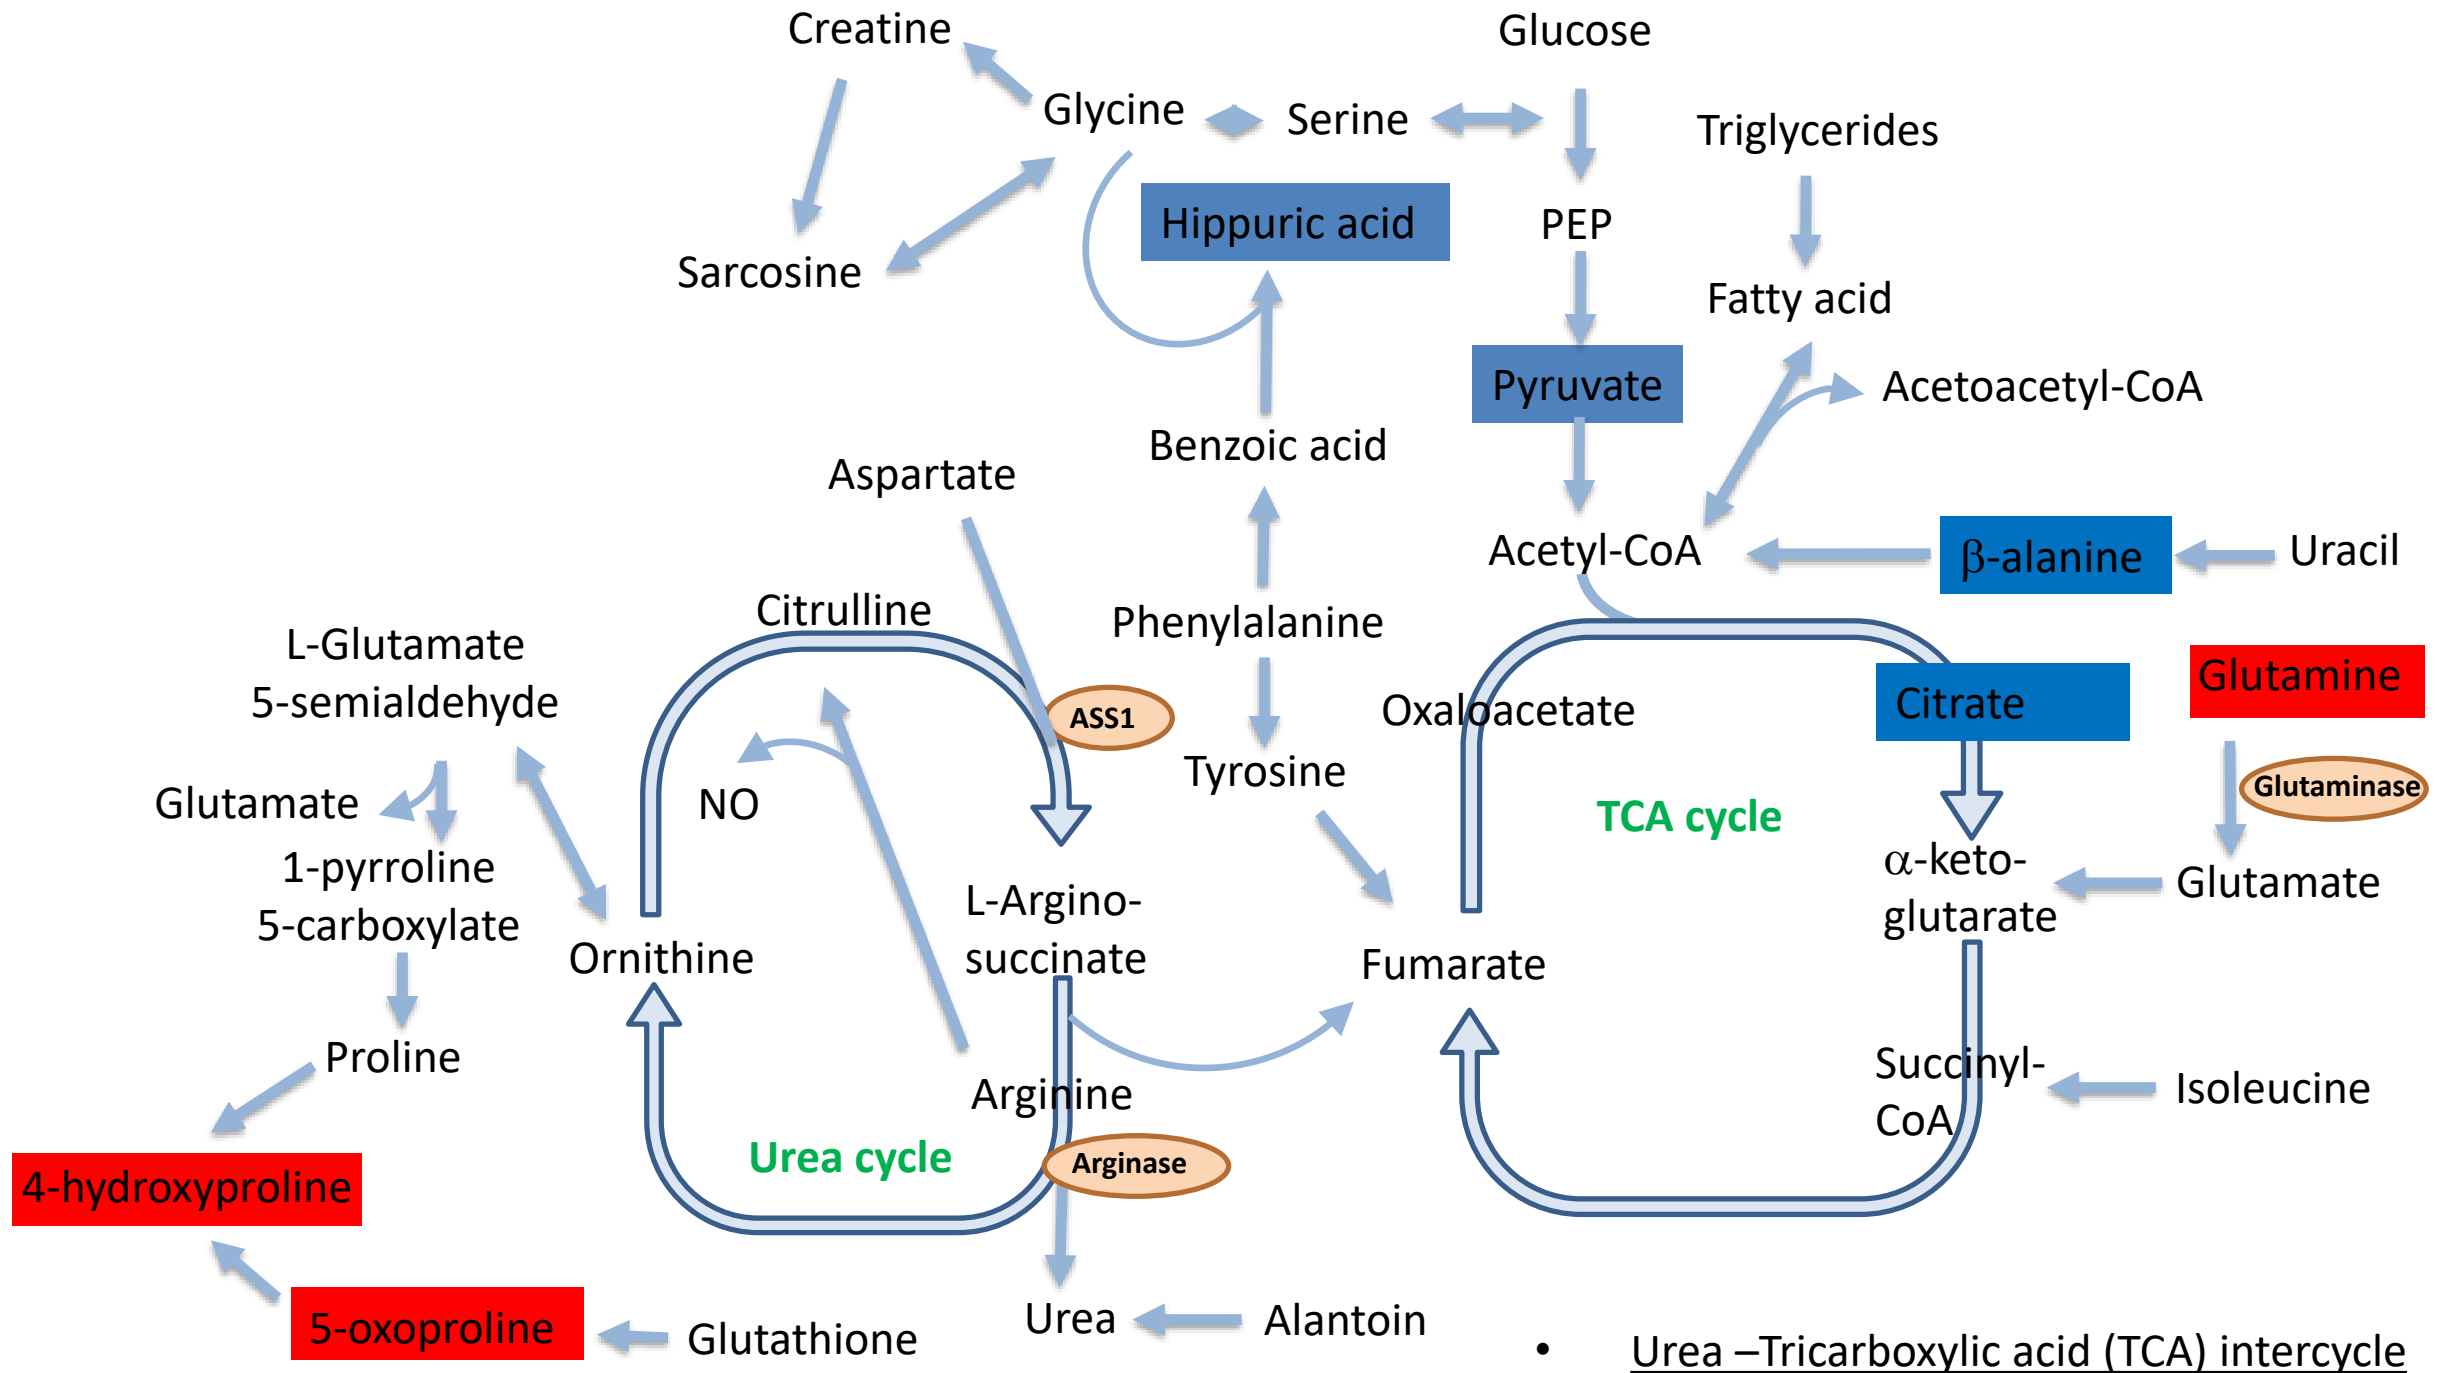 Creatine
Glucose
Glycine
Serine
Triglycerides
Hippuric acid
PEP
Sarcosine
Fatty acid
Pyruvate
Acetoacetyl-CoA
Benzoic acid
Aspartate
Acetyl-CoA
β-alanine
Uracil
Citrulline
Phenylalanine
L-Glutamate
5-semialdehyde
Glutamine
Citrate
Oxaloacetate
ASS1
Tyrosine
Glutaminase
Glutamate
NO
TCA cycle
1-pyrroline
5-carboxylate
α-keto-
glutarate
Glutamate
L-Argino-
succinate
Ornithine
Fumarate
Proline
Succinyl-
CoA
Isoleucine
Arginine
Urea cycle
Arginase
4-hydroxyproline
5-oxoproline
Glutathione
Urea
Alantoin
• Urea –Tricarboxylic acid (TCA) intercycle